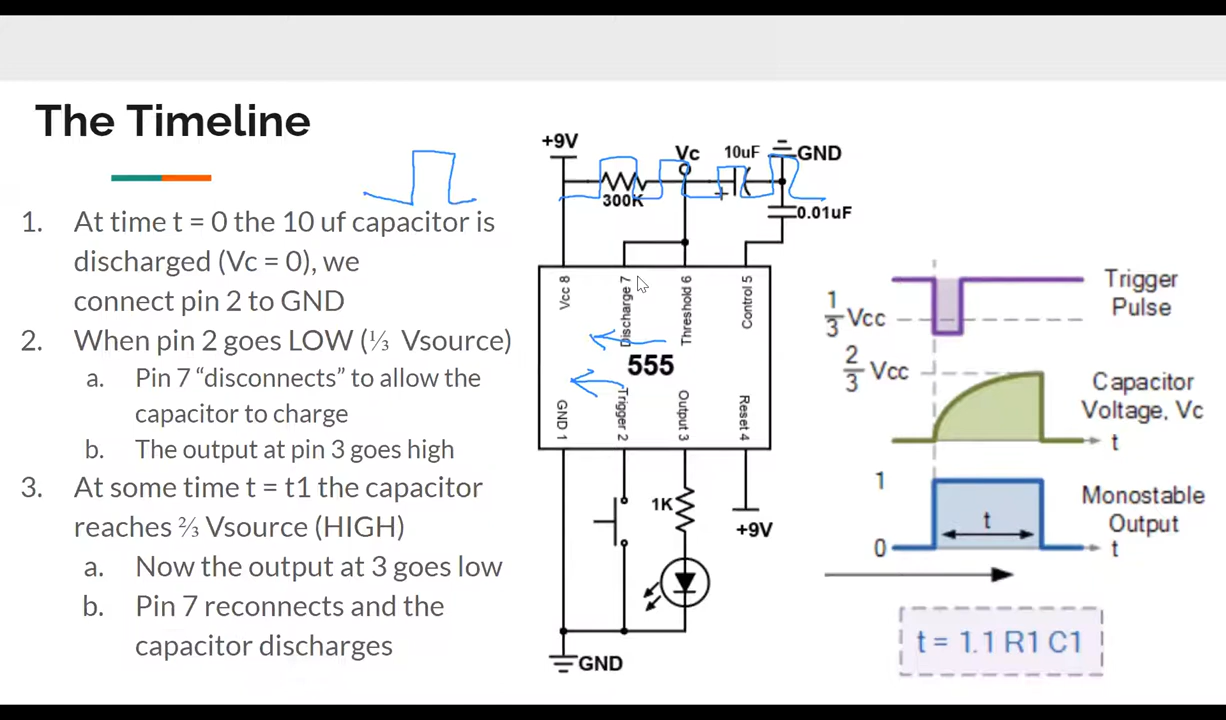 The Timeline
1. At time t = 0 the 10 uf capacitor is
discharged (Vc = 0), we
connect pin 2 to GND
2. When pin 2 goes LOW (⅓ Vsource)
a. Pin 7 “disconnects” to allow the
capacitor to charge
b. The output at pin 3 goes high
3. At some time t = t1 the capacitor
reaches ⅔ Vsource (HIGH)
a. Now the output at 3 goes low
b. Pin 7 reconnects and the
capacitor discharges
+9V
Vc
10uF
GND
300K
0.01uF
Vcc 8
Discharge 7
Threshold 6
Control 5
555
GND 1
Trigger 2
Output 3
Reset 4
1K
+9V
GND
Trigger
Pulse
1/3 Vcc
2/3 Vcc
Capacitor
Voltage, Vc
t
1
Monostable
Output
t
0
t
t = 1.1 R1 C1